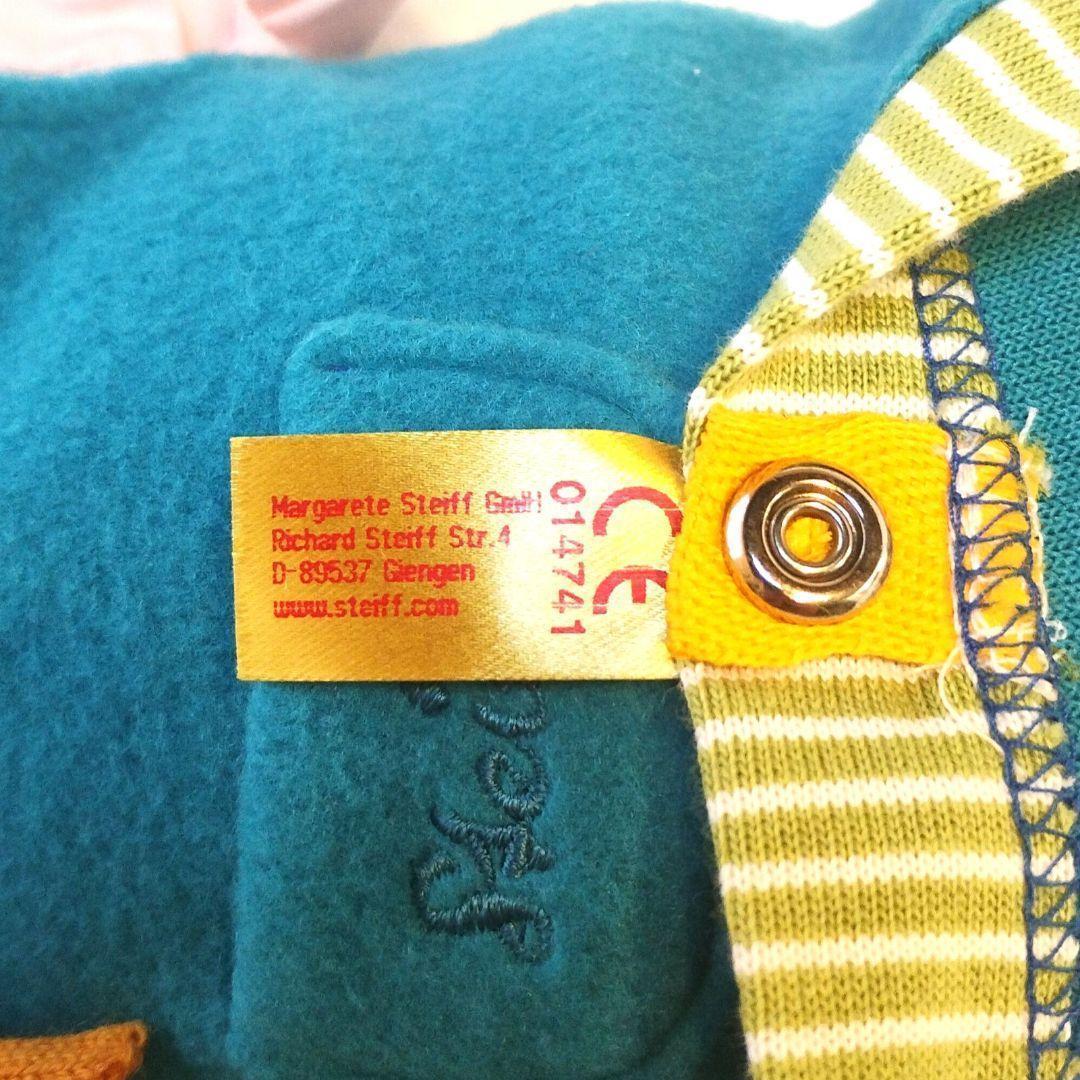 Margarete Steiff GmbH
Richard Steiff Str.4
D-89537 Giengen
www.steiff.com
014741
CE